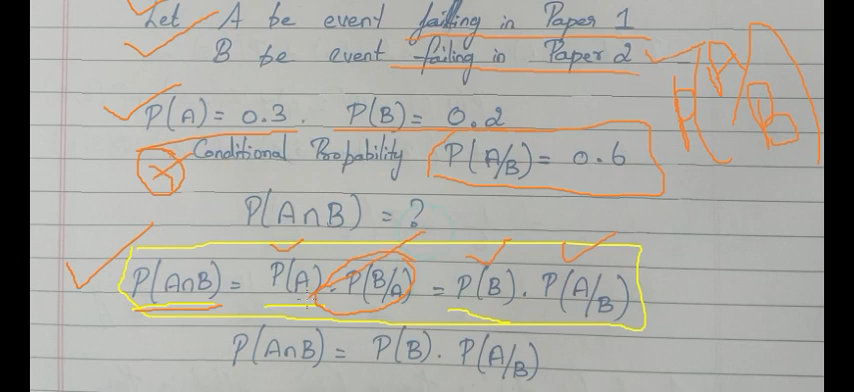 Let A be event failing in Paper 1
B be event failing in Paper 2
P(A) = 0.3. P(B) = 0.2
Conditional Probability P(A/B) = 0.6
P(A∩B) = ?
P(A∩B) = P(A). P(B/A) = P(B). P(A/B)
P(A∩B) = P(B). P(A/B)